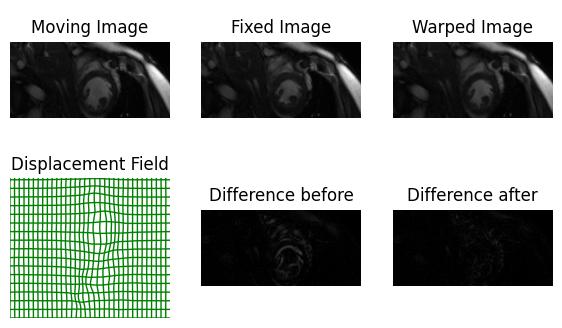 Moving Image
Fixed Image
Warped Image
Displacement Field
Difference before
Difference after